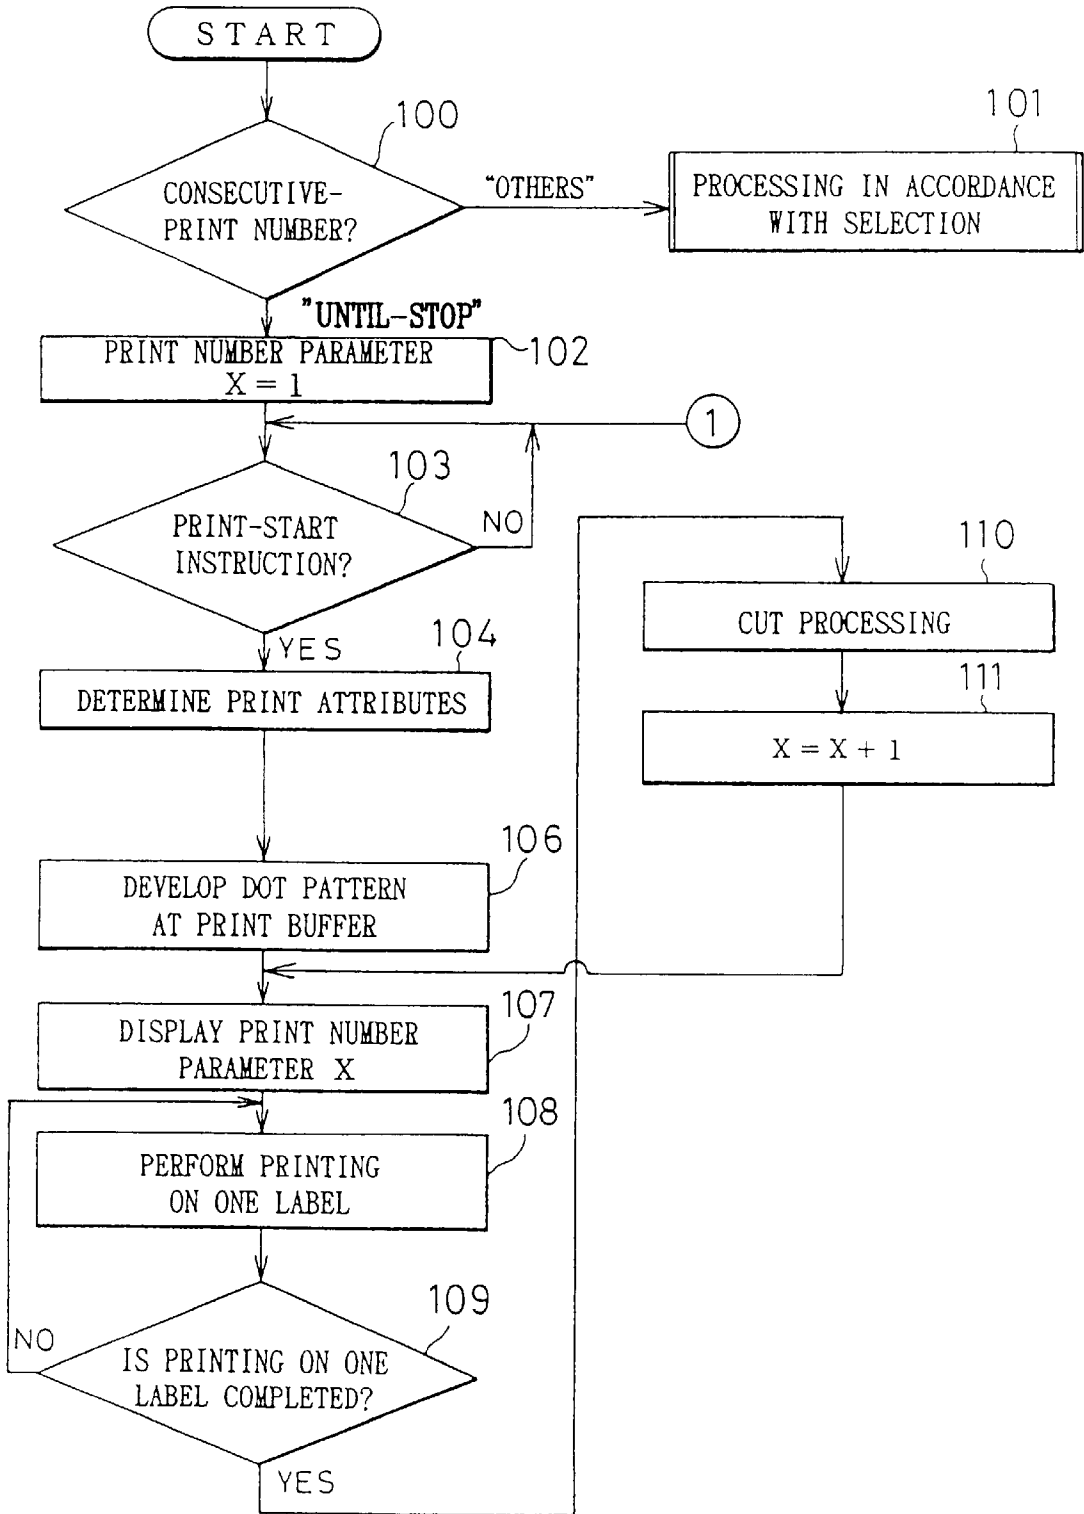 START
100
CONSECUTIVE-
PRINT NUMBER?
"OTHERS"
101
PROCESSING IN ACCORDANCE
WITH SELECTION
"UNTIL-STOP"
102
PRINT NUMBER PARAMETER
X = 1
1
103
PRINT-START
INSTRUCTION?
NO
YES
104
DETERMINE PRINT ATTRIBUTES
110
CUT PROCESSING
111
X = X + 1
106
DEVELOP DOT PATTERN
AT PRINT BUFFER
107
DISPLAY PRINT NUMBER
PARAMETER X
108
PERFORM PRINTING
ON ONE LABEL
109
NO
IS PRINTING ON ONE
LABEL COMPLETED?
YES